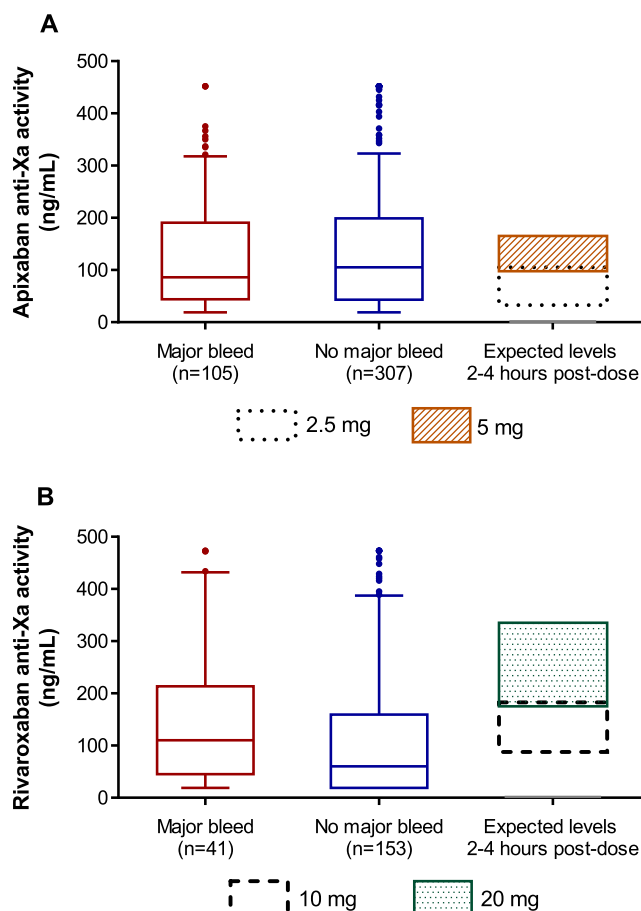 A
Apixaban anti-Xa activity
(ng/mL)
500
400
300
200
100
0
Major bleed
(n=105)
No major bleed
(n=307)
Expected levels
2-4 hours post-dose
2.5 mg
5 mg
B
Rivaroxaban anti-Xa activity
(ng/mL)
500
400
300
200
100
0
Major bleed
(n=41)
No major bleed
(n=153)
Expected levels
2-4 hours post-dose
10 mg
20 mg